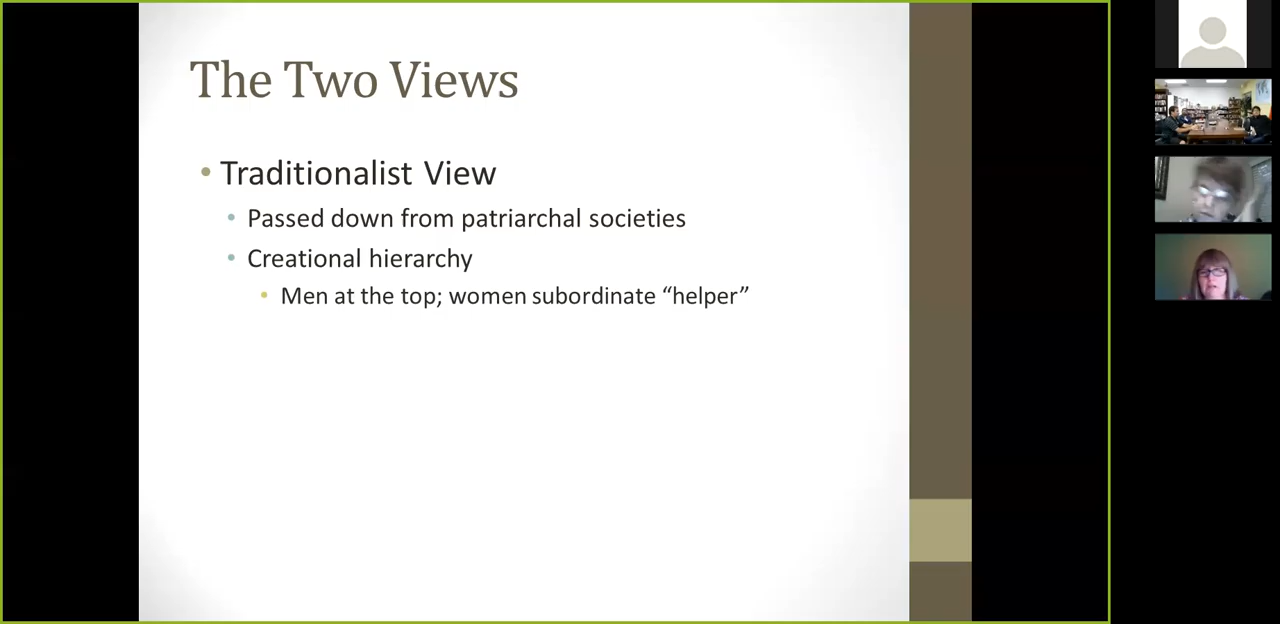 The Two Views
• Traditionalist View
• Passed down from patriarchal societies
• Creational hierarchy
• Men at the top; women subordinate “helper”